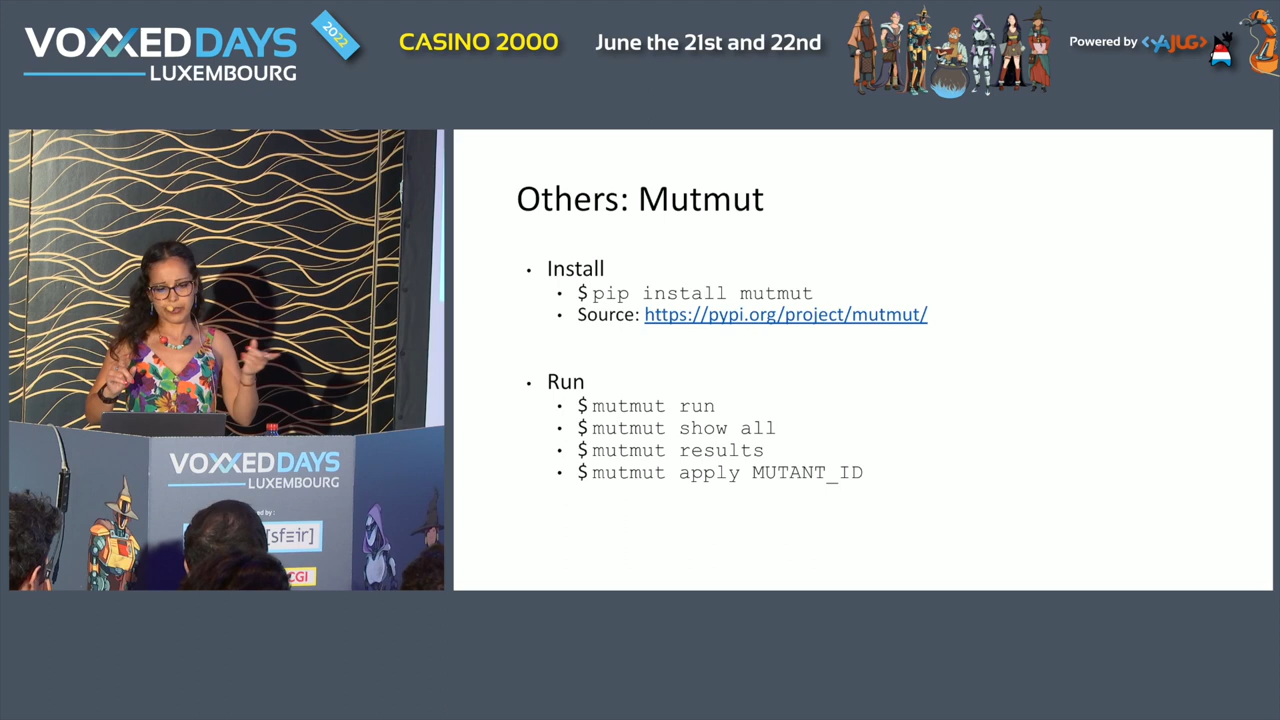 VOXXEDDAYS
LUXEMBOURG
2022
CASINO 2000
June the 21st and 22nd
Powered by <YAJUG>
Others: Mutmut
• Install
• $ pip install mutmut
• Source: https://pypi.org/project/mutmut/
• Run
• $ mutmut run
• $ mutmut show all
• $ mutmut results
• $ mutmut apply MUTANT_ID
VOXXEDDAYS
LUXEMBOURG
by :
[sfeir]
CGI